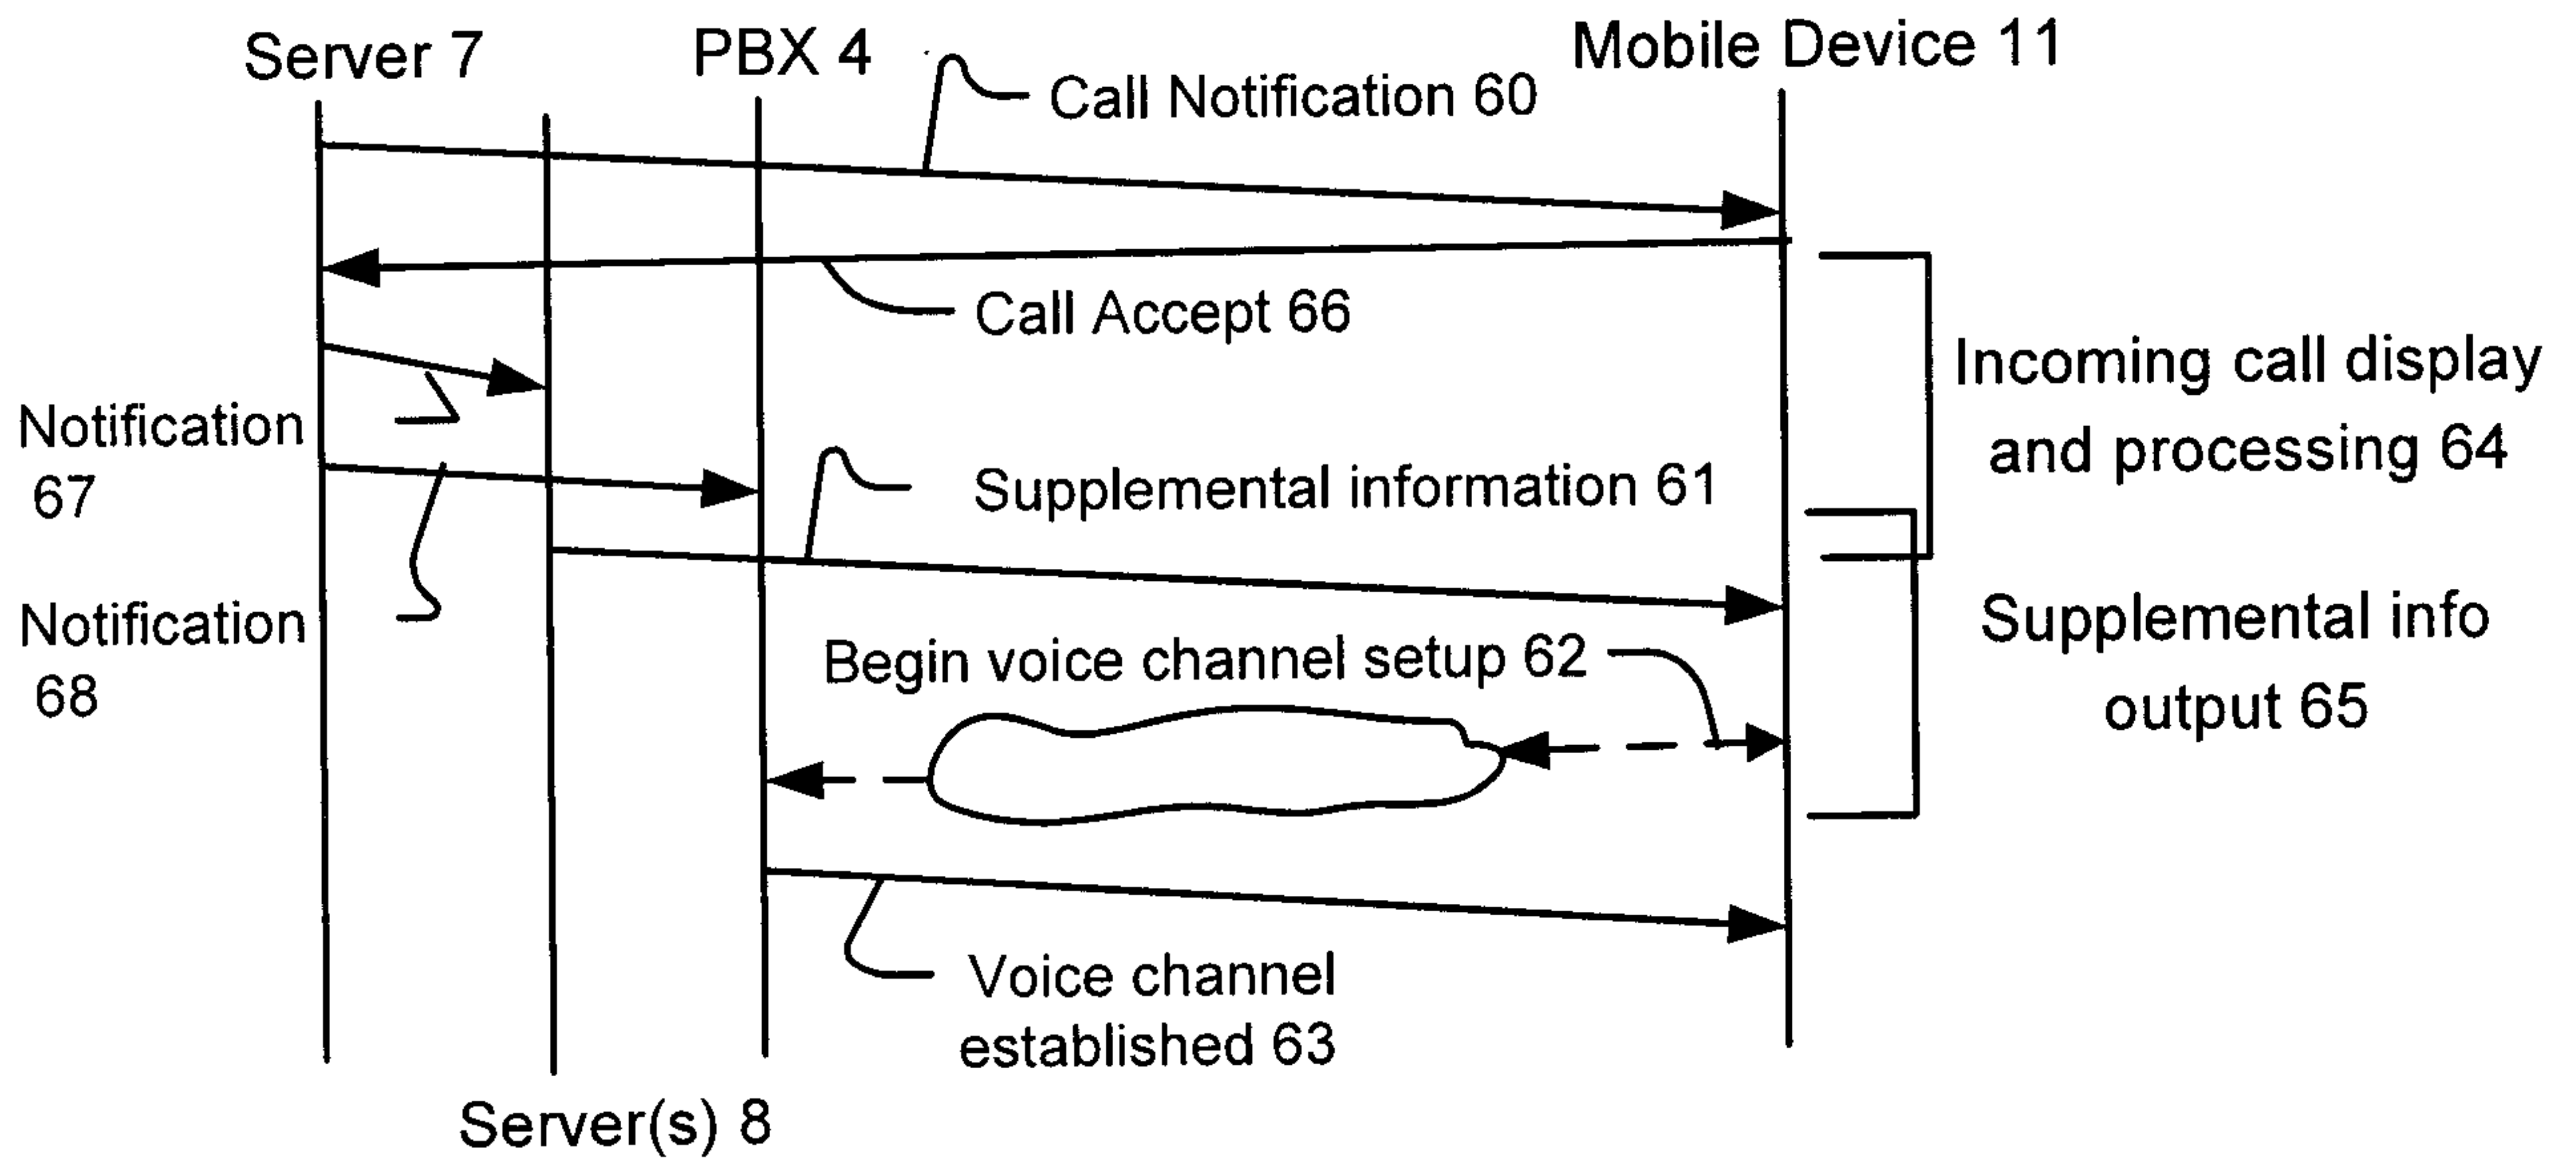 Server 7
PBX 4
Mobile Device 11
Call Notification 60
Call Accept 66
Incoming call display
and processing 64
Notification
67
Supplemental information 61
Notification
68
Begin voice channel setup 62
Supplemental info
output 65
Voice channel
established 63
Server(s) 8